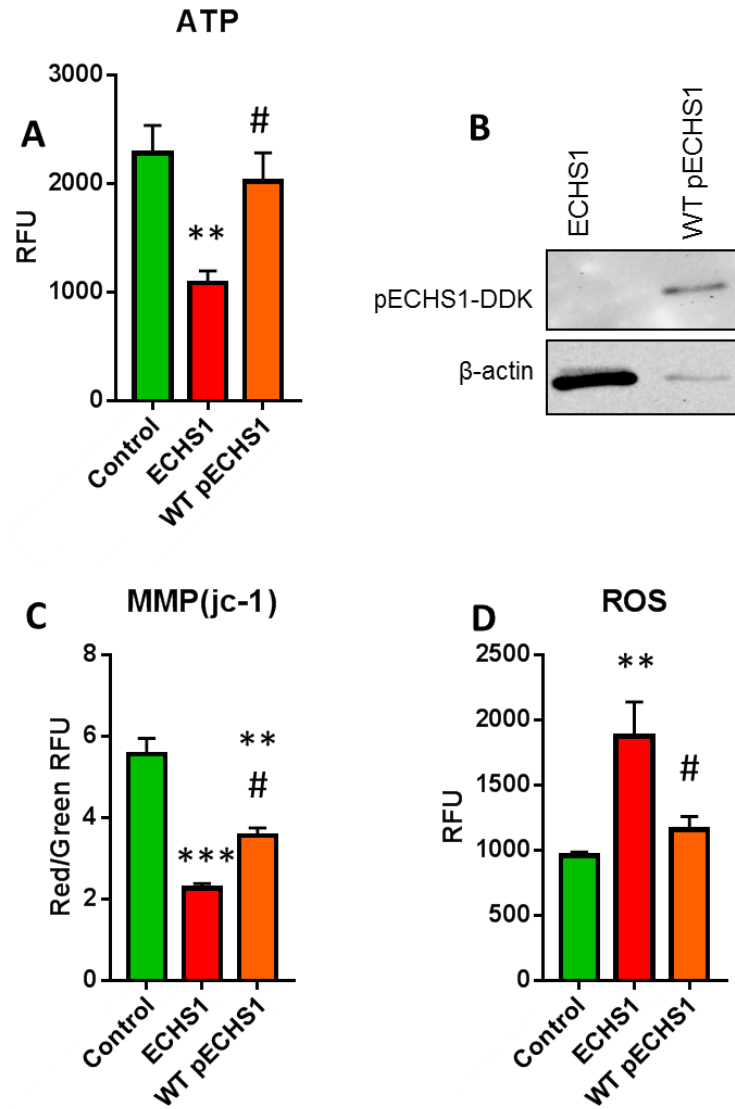 ATP
A
3000
2000
1000
0
RFU
**
#
Control
ECHS1
WT pECHS1
B
ECHS1
WT pECHS1
pECHS1-DDK
β-actin
C
MMP(jc-1)
8
6
4
2
0
Red/Green RFU
***
**
#
Control
ECHS1
WT pECHS1
D
ROS
2500
2000
1500
1000
500
0
RFU
**
#
Control
ECHS1
WT pECHS1